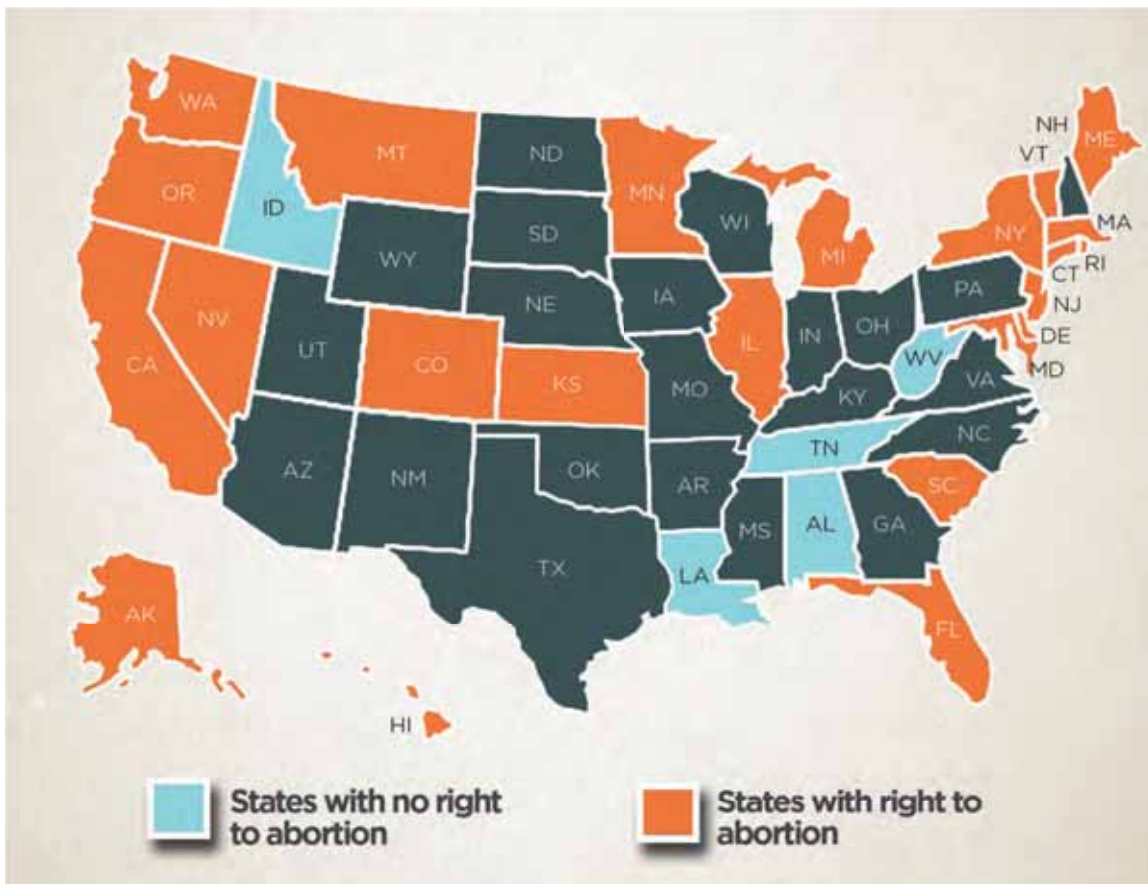 WA
MT
ND
MN
NH
VT
ME
OR
ID
SD
WI
MA
WY
MI
NY
RI
CT
NE
IA
PA
NJ
NV
UT
CO
IL
IN
OH
DE
CA
KS
MO
WV
MD
KY
VA
AZ
NM
OK
TN
NC
AR
SC
MS
AL
GA
TX
LA
AK
FL
HI
States with no right
to abortion
States with right to
abortion